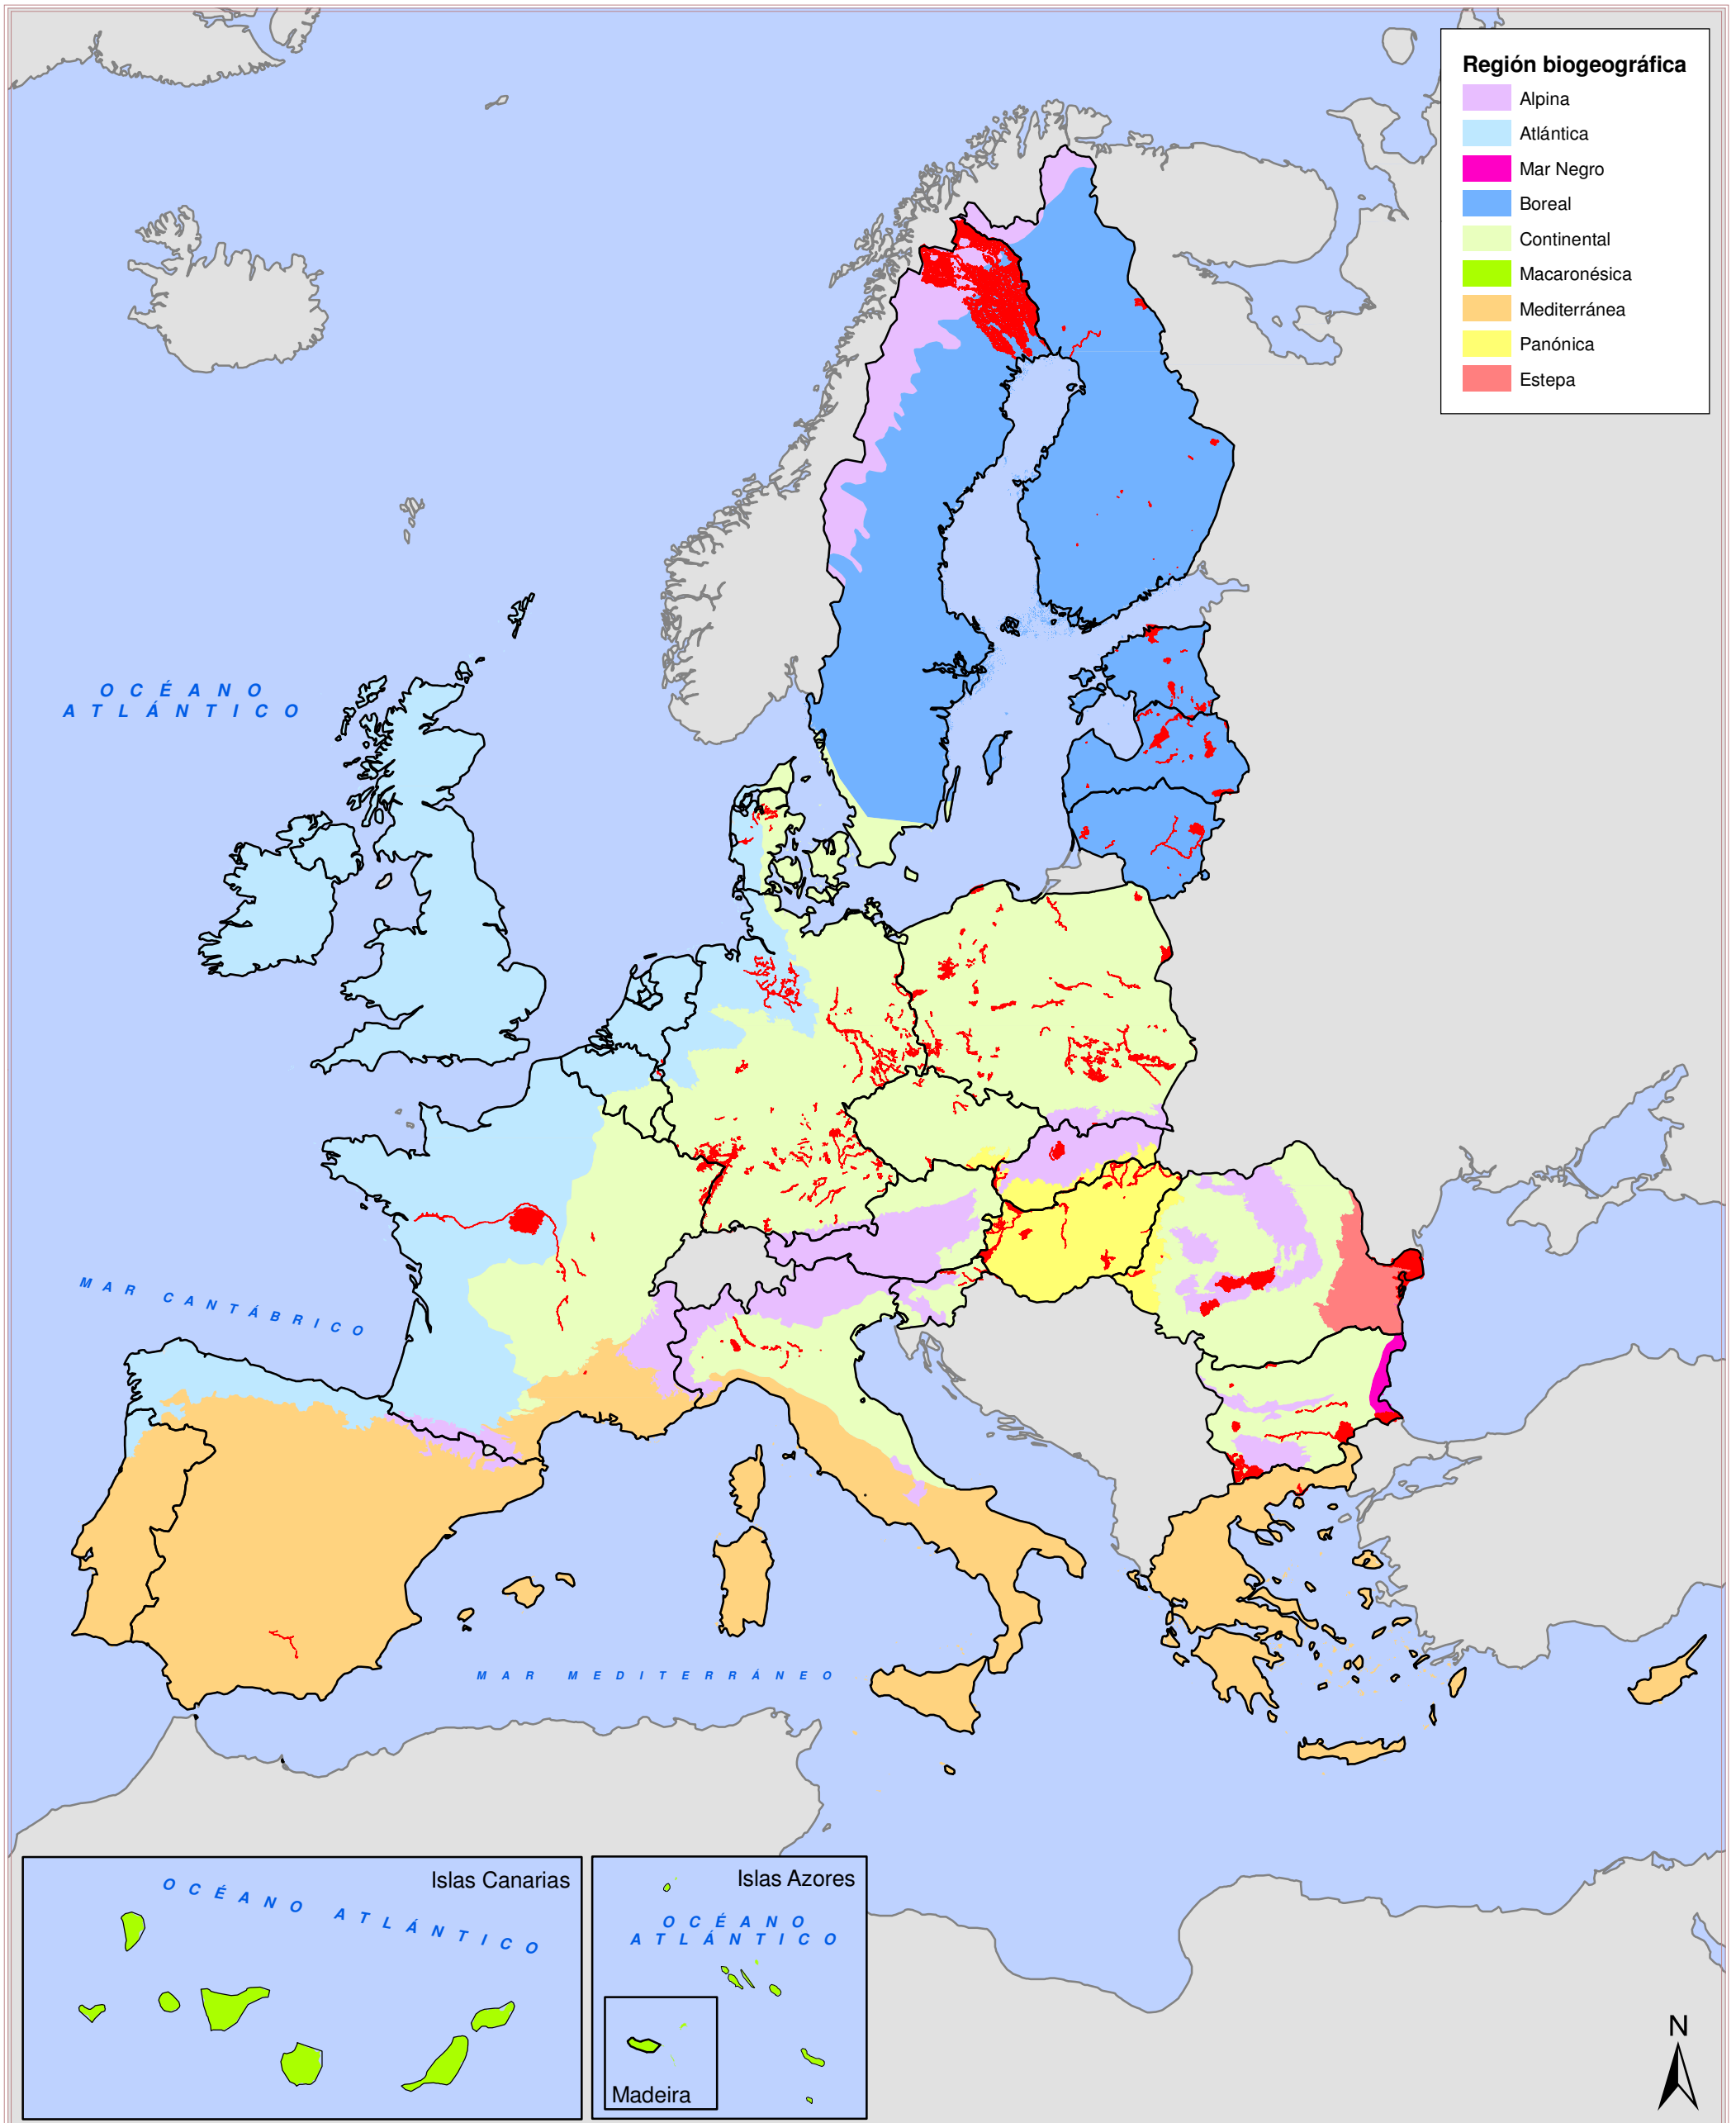 Región biogeográfica
Alpina
Atlántica
Mar Negro
Boreal
Continental
Macaronésica
Mediterránea
Panónica
Estepa
OCÉANO
ATLÁNTICO
MAR CANTÁBRICO
MAR MEDITERRÁNEO
Islas Canarias
OCÉANO ATLÁNTICO
Islas Azores
OCÉANO
ATLÁNTICO
Madeira
N